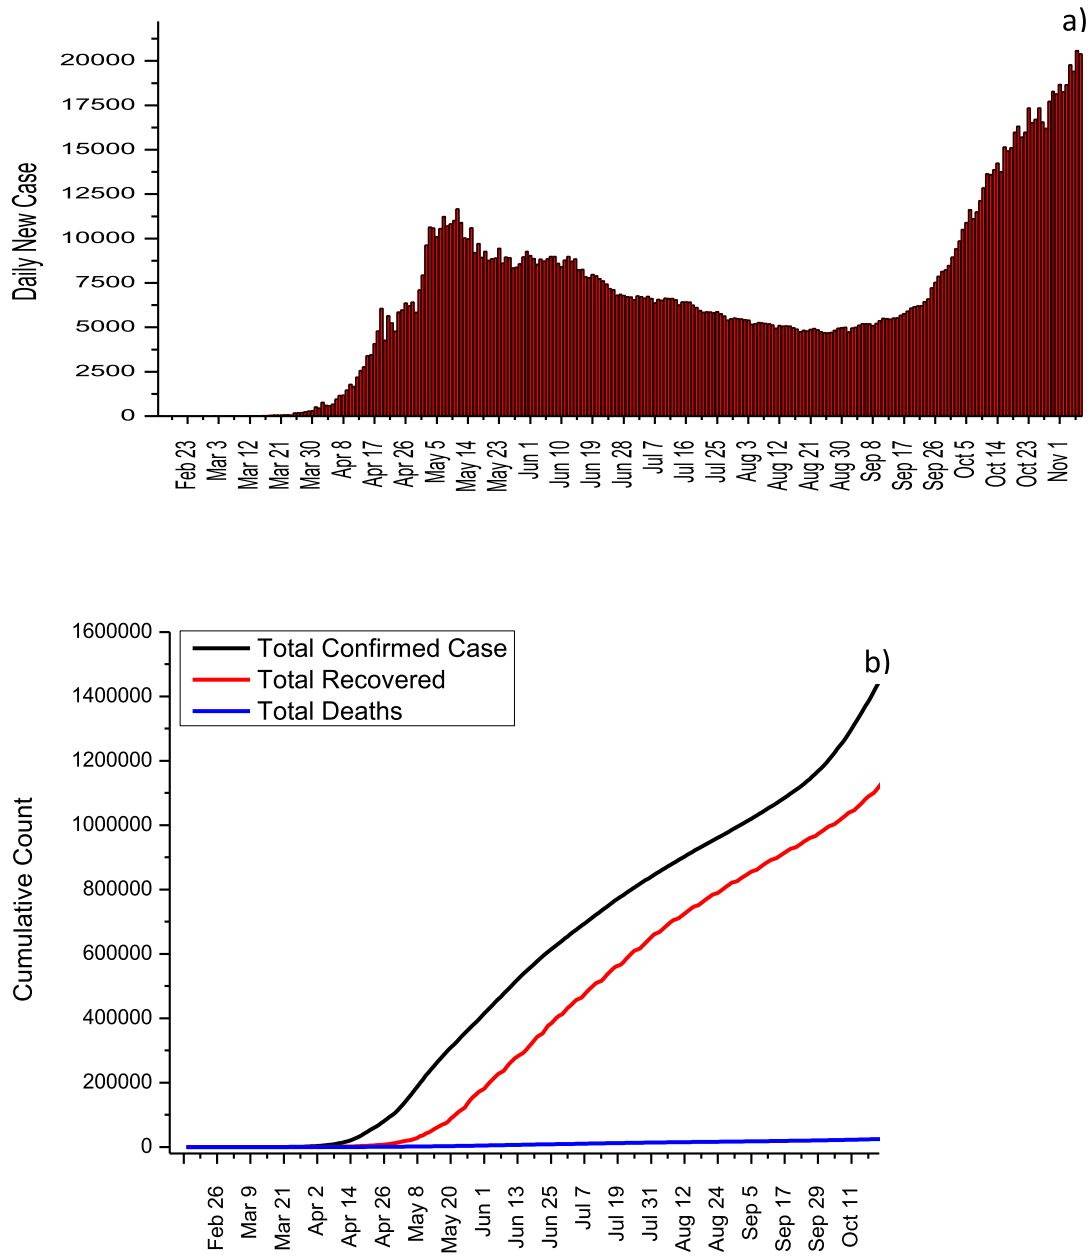 a)
20000
17500
15000
12500
10000
7500
5000
2500
0
Daily New Case
Feb 23
Mar 3
Mar 12
Mar 21
Mar 30
Apr 8
Apr 17
Apr 26
May 5
May 14
May 23
Jun 1
Jun 10
Jun 19
Jun 28
Jul 7
Jul 16
Jul 25
Aug 3
Aug 12
Aug 21
Aug 30
Sep 8
Sep 17
Sep 26
Oct 5
Oct 14
Oct 23
Nov 1
b)
Total Confirmed Case
Total Recovered
Total Deaths
1600000
1400000
1200000
1000000
800000
600000
400000
200000
0
Cumulative Count
Feb 26
Mar 9
Mar 21
Apr 2
Apr 14
Apr 26
May 8
May 20
Jun 1
Jun 13
Jun 25
Jul 7
Jul 19
Jul 31
Aug 12
Aug 24
Sep 5
Sep 17
Sep 29
Oct 11